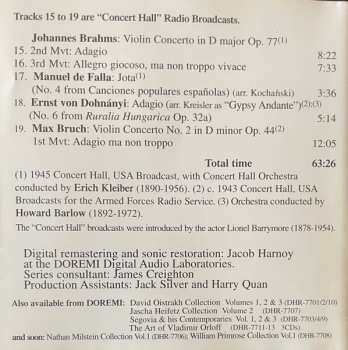 Tracks 15 to 19 are “Concert Hall” Radio Broadcasts.
Johannes Brahms: Violin Concerto in D major Op. 77(1)
15. 2nd Mvt: Adagio 8:22
16. 3rd Mvt: Allegro giocoso, ma non troppo vivace 7:33
17. Manuel de Falla: Jota(1)
(No. 4 from Canciones populares españolas) (arr. Kochański) 3:36
18. Ernst von Dohnányi: Adagio (arr. Kreisler as “Gypsy Andante”)(2);(3)
(No. 6 from Ruralia Hungarica Op. 32a) 5:14
19. Max Bruch: Violin Concerto No. 2 in D minor Op. 44(2)
1st Mvt: Adagio ma non troppo 12:05
Total time 63:26
(1) 1945 Concert Hall, USA Broadcast, with Concert Hall Orchestra
conducted by Erich Kleiber (1890-1956). (2) c. 1943 Concert Hall, USA
Broadcasts for the Armed Forces Radio Service. (3) Orchestra conducted by
Howard Barlow (1892-1972).
The “Concert Hall” broadcasts were introduced by the actor Lionel Barrymore (1878-1954).
Digital remastering and sonic restoration: Jacob Harnoy
at the DOREMI Digital Audio Laboratories.
Series consultant: James Creighton
Production Assistants: Jack Silver and Harry Quan
Also available from DOREMI: David Oistrakh Collection Volumes 1, 2 & 3 (DHR-7701/2/10)
Jascha Heifetz Collection Volume 2 (DHR-7707)
Segovia & his Contemporaries Vol. 1, 2 & 3 (DHR-7703/4/9)
The Art of Vladimir Orloff (DHR-7711-13 3CDs)
and soon: Nathan Milstein Collection Vol.1 (DHR-7706); William Primrose Collection Vol.1 (DHR-7708)